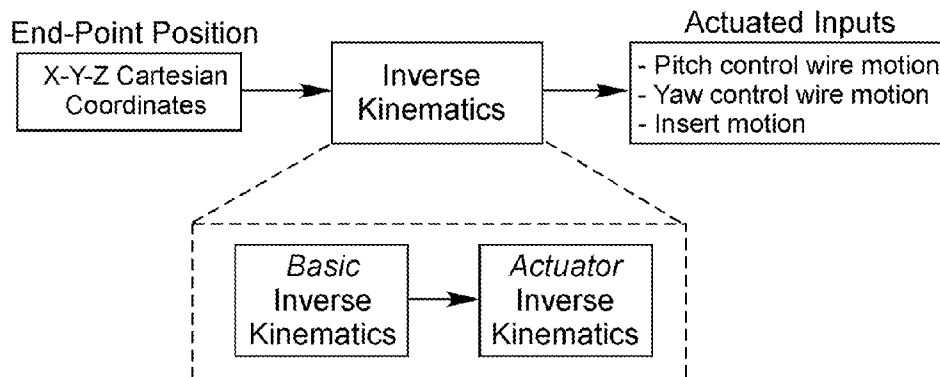 End-Point Position
X-Y-Z Cartesian
Coordinates
Inverse
Kinematics
Actuated Inputs
- Pitch control wire motion
- Yaw control wire motion
- Insert motion
Basic
Inverse
Kinematics
Actuator
Inverse
Kinematics